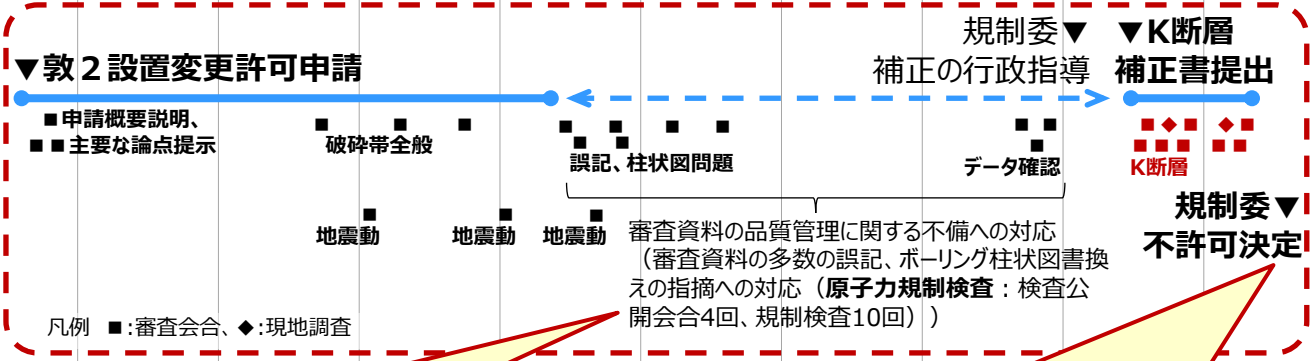 規制委▼ ▼K断層
▼敦２設置変更許可申請 補正の行政指導 補正書提出
■申請概要説明、
■■主要な論点提示
破砕帯全般
誤記、柱状図問題
データ確認
K断層
地震動 地震動 地震動
規制委▼
不許可決定
審査資料の品質管理に関する不備への対応
（審査資料の多数の誤記、ボーリング柱状図書換
えの指摘への対応（原子力規制検査：検査公
開会合4回、規制検査10回））
凡例 ■:審査会合、◆:現地調査